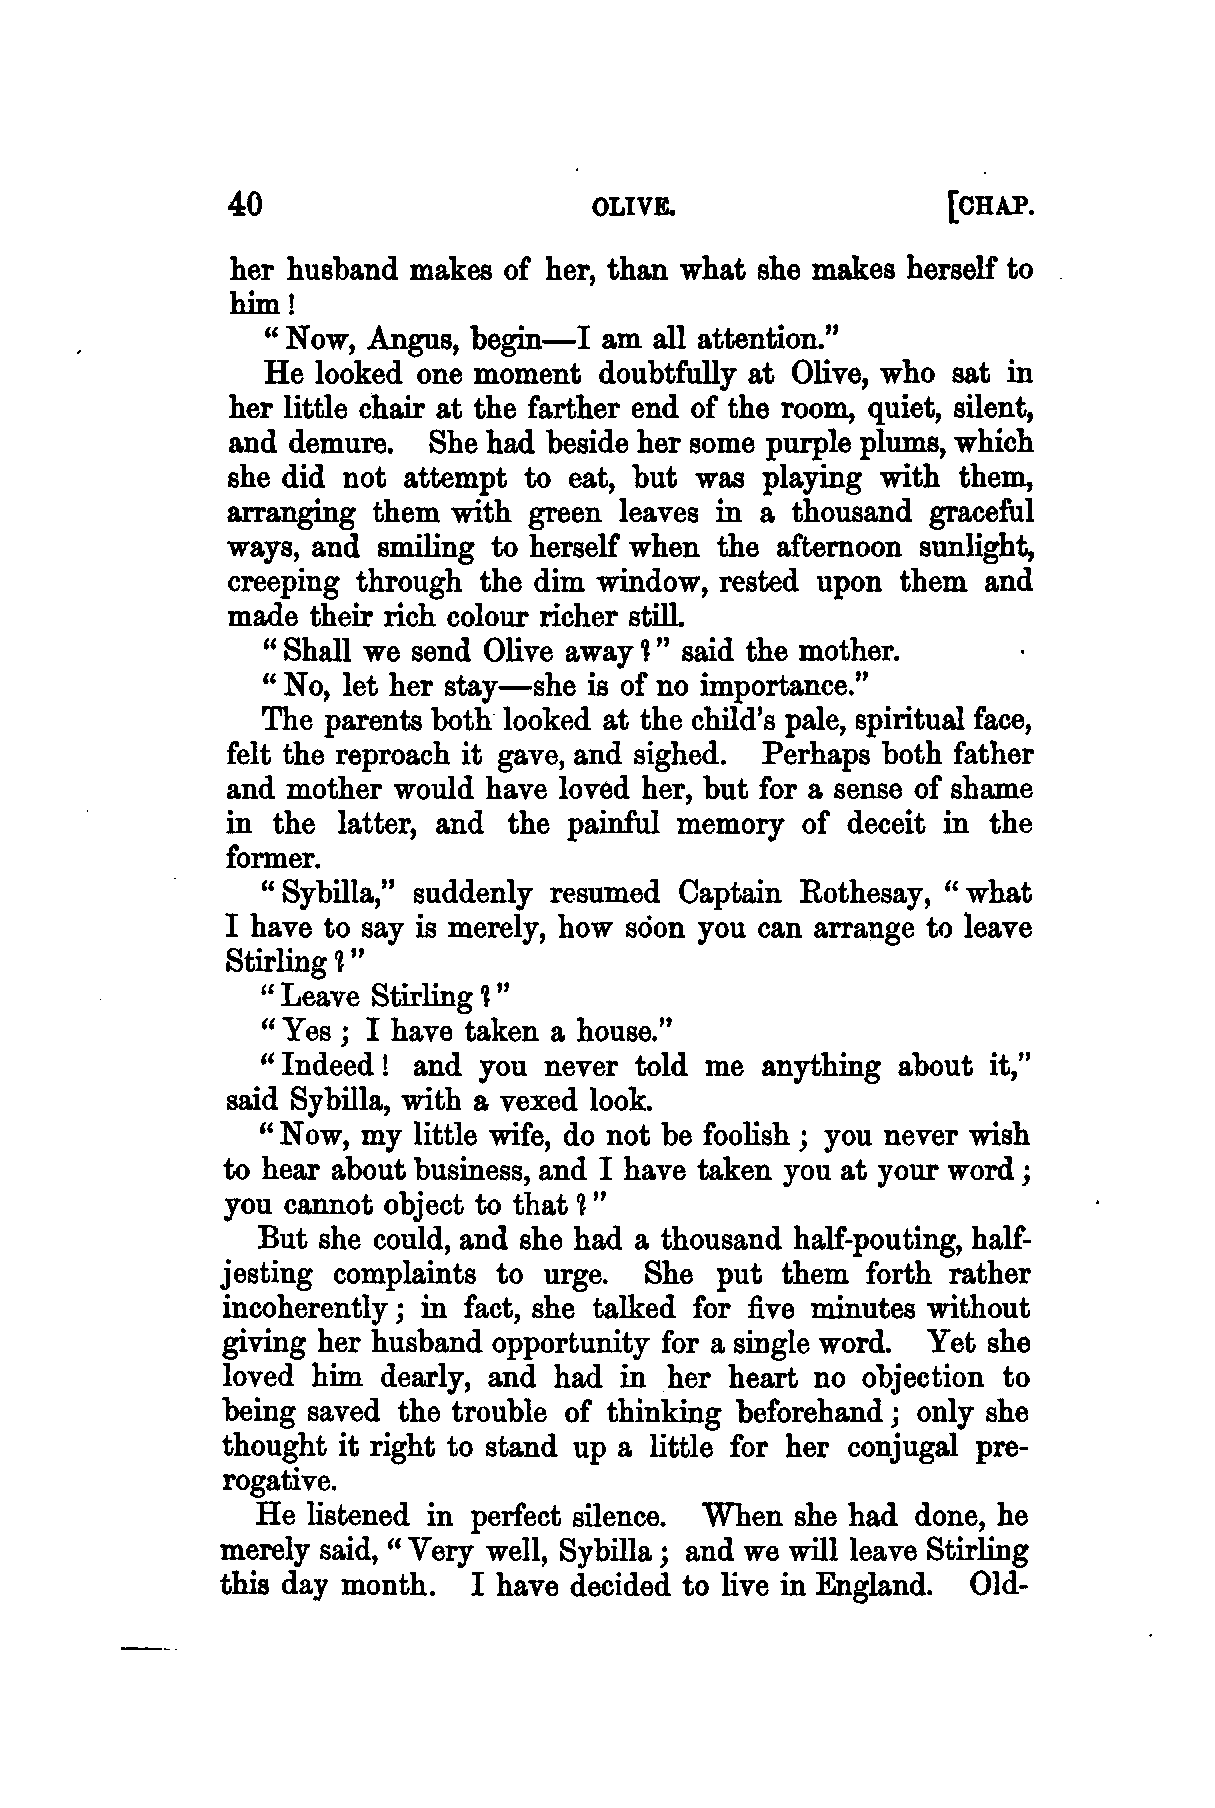 40 OLIVE. [CHAP.
her husband makes of her, than what she makes herself to
him!
“Now, Angus, begin—I am all attention.”
He looked one moment doubtfully at Olive, who sat in
her little chair at the farther end of the room, quiet, silent,
and demure. She had beside her some purple plums, which
she did not attempt to eat, but was playing with them,
arranging them with green leaves in a thousand graceful
ways, and smiling to herself when the afternoon sunlight,
creeping through the dim window, rested upon them and
made their rich colour richer still.
“Shall we send Olive away?” said the mother.
“No, let her stay—she is of no importance.”
The parents both looked at the child's pale, spiritual face,
felt the reproach it gave, and sighed. Perhaps both father
and mother would have loved her, but for a sense of shame
in the latter, and the painful memory of deceit in the
former.
“Sybilla,” suddenly resumed Captain Rothesay, “what
I have to say is merely, how soon you can arrange to leave
Stirling?”
“Leave Stirling?”
“Yes; I have taken a house.”
“Indeed! and you never told me anything about it,”
said Sybilla, with a vexed look.
“Now, my little wife, do not be foolish; you never wish
to hear about business, and I have taken you at your word;
you cannot object to that?”
But she could, and she had a thousand half-pouting, half-
jesting complaints to urge. She put them forth rather
incoherently; in fact, she talked for five minutes without
giving her husband opportunity for a single word. Yet she
loved him dearly, and had in her heart no objection to
being saved the trouble of thinking beforehand; only she
thought it right to stand up a little for her conjugal pre-
rogative.
He listened in perfect silence. When she had done, he
merely said, “Very well, Sybilla; and we will leave Stirling
this day month. I have decided to live in England. Old-